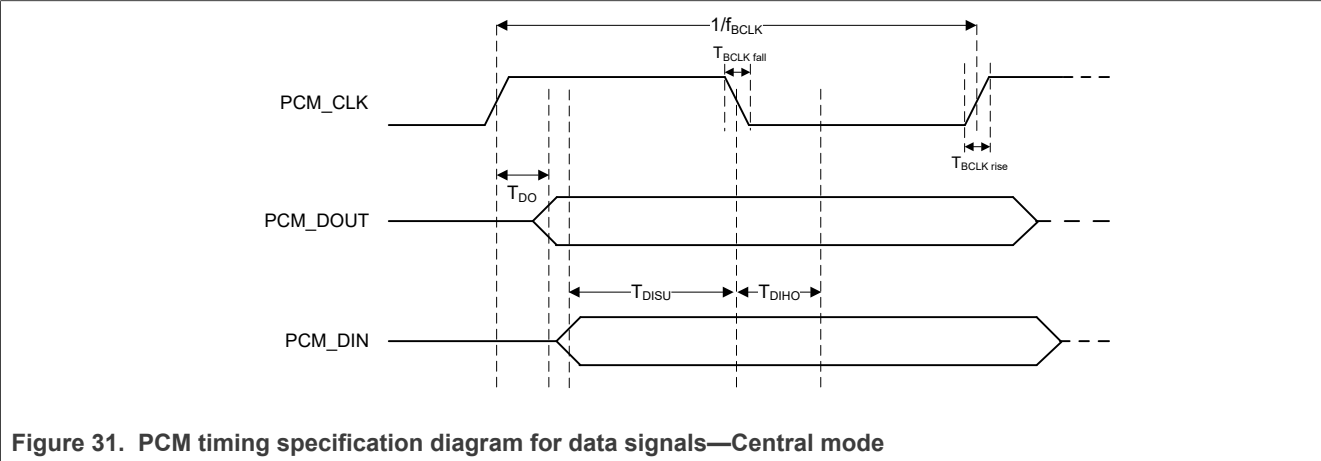 1/fBCLK
TBCLK fall
PCM_CLK
TBCLK rise
TDO
PCM_DOUT
TDISU
TDIHO
PCM_DIN
Figure 31. PCM timing specification diagram for data signals—Central mode